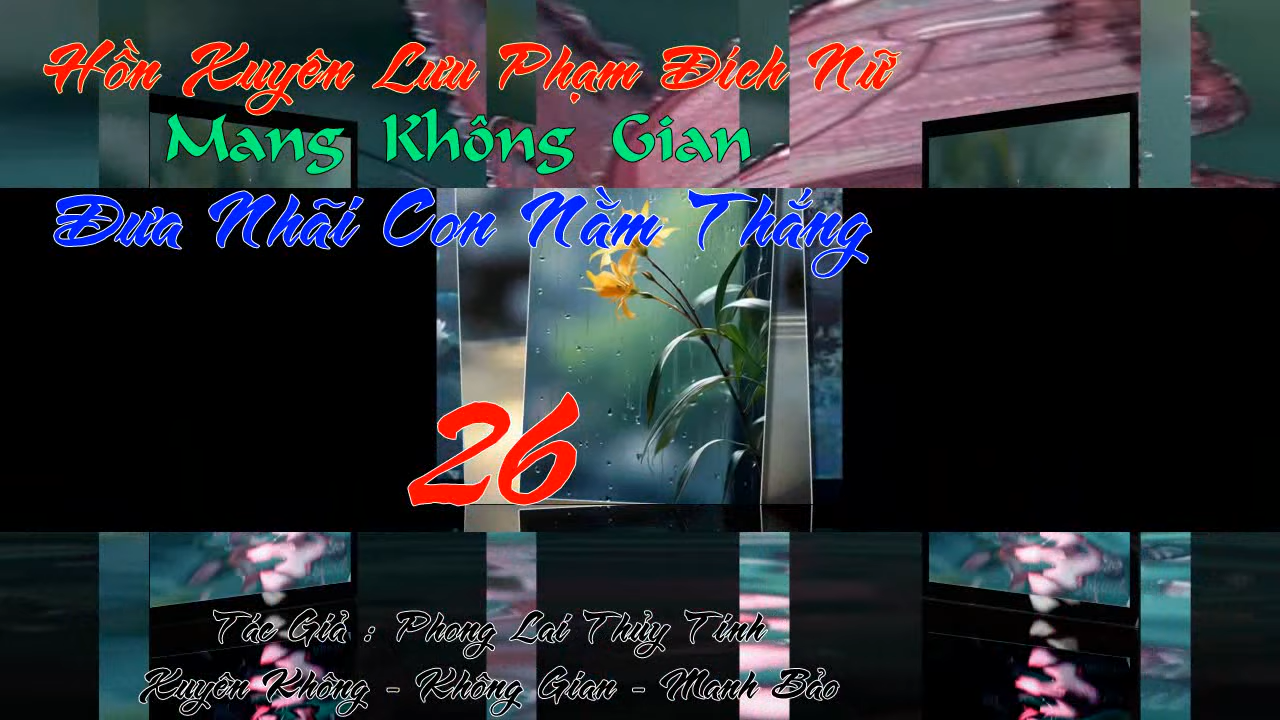 Hồn Xuyên Lưu Phạm Đích Nữ
Mang Không Gian
Đưa Nhãi Con Nằm Thắng
26
Tác Giả : Phong Lai Thủy Tinh
Xuyên Không - Không Gian - Manh Bảo